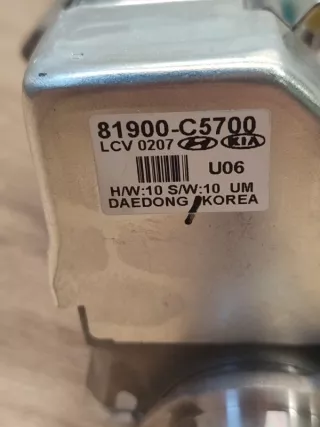 81900-C5700
LCV 0207 KIA
U06
H/W:10 S/W:10 UM
DAEDONG KOREA